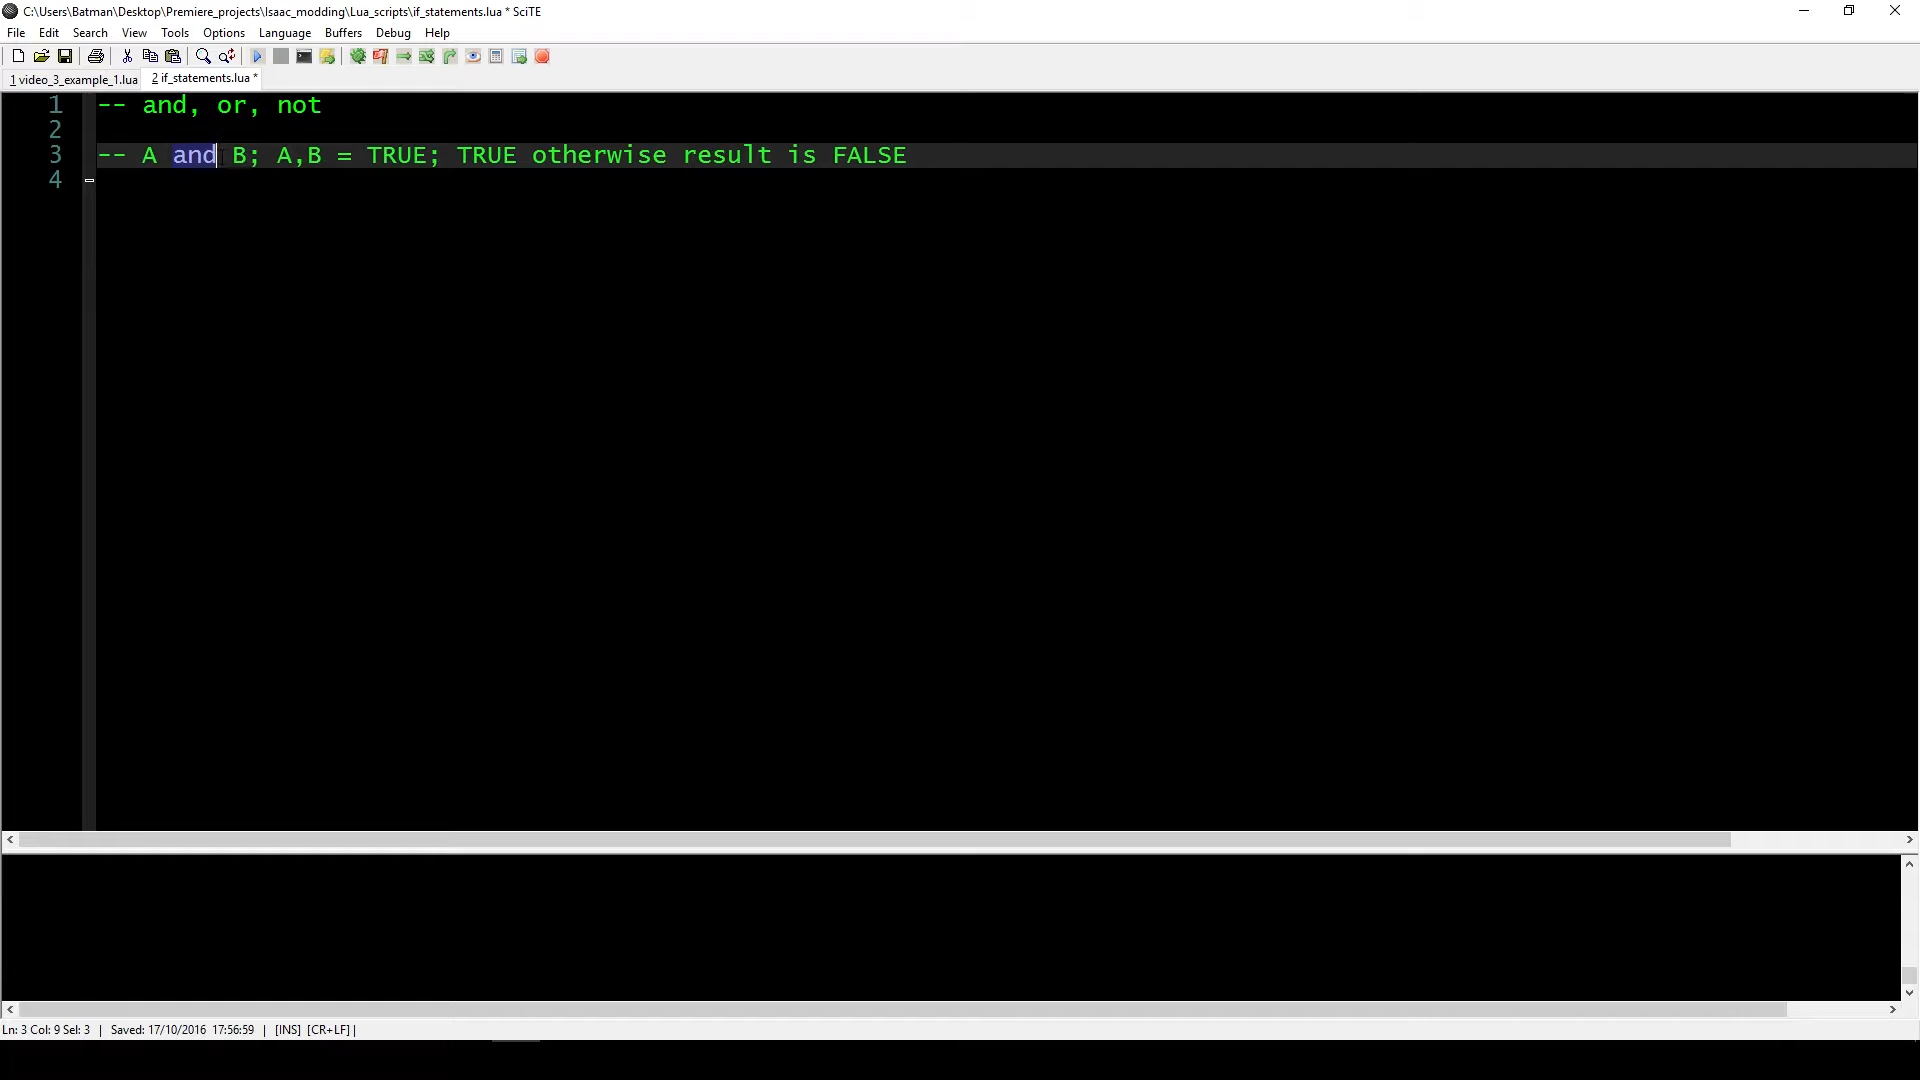 C:\Users\Batman\Desktop\Premiere_projects\Isaac_modding\Lua_scripts\if_statements.lua * SciTE
File Edit Search View Tools Options Language Buffers Debug Help
1 video_3_example_1.lua 2 if_statements.lua *
1 -- and, or, not
2
3 -- A and B; A,B = TRUE; TRUE otherwise result is FALSE
4
Ln: 3 Col: 9 Sel: 3 | Saved: 17/10/2016 17:56:59 | [INS] [CR+LF] |